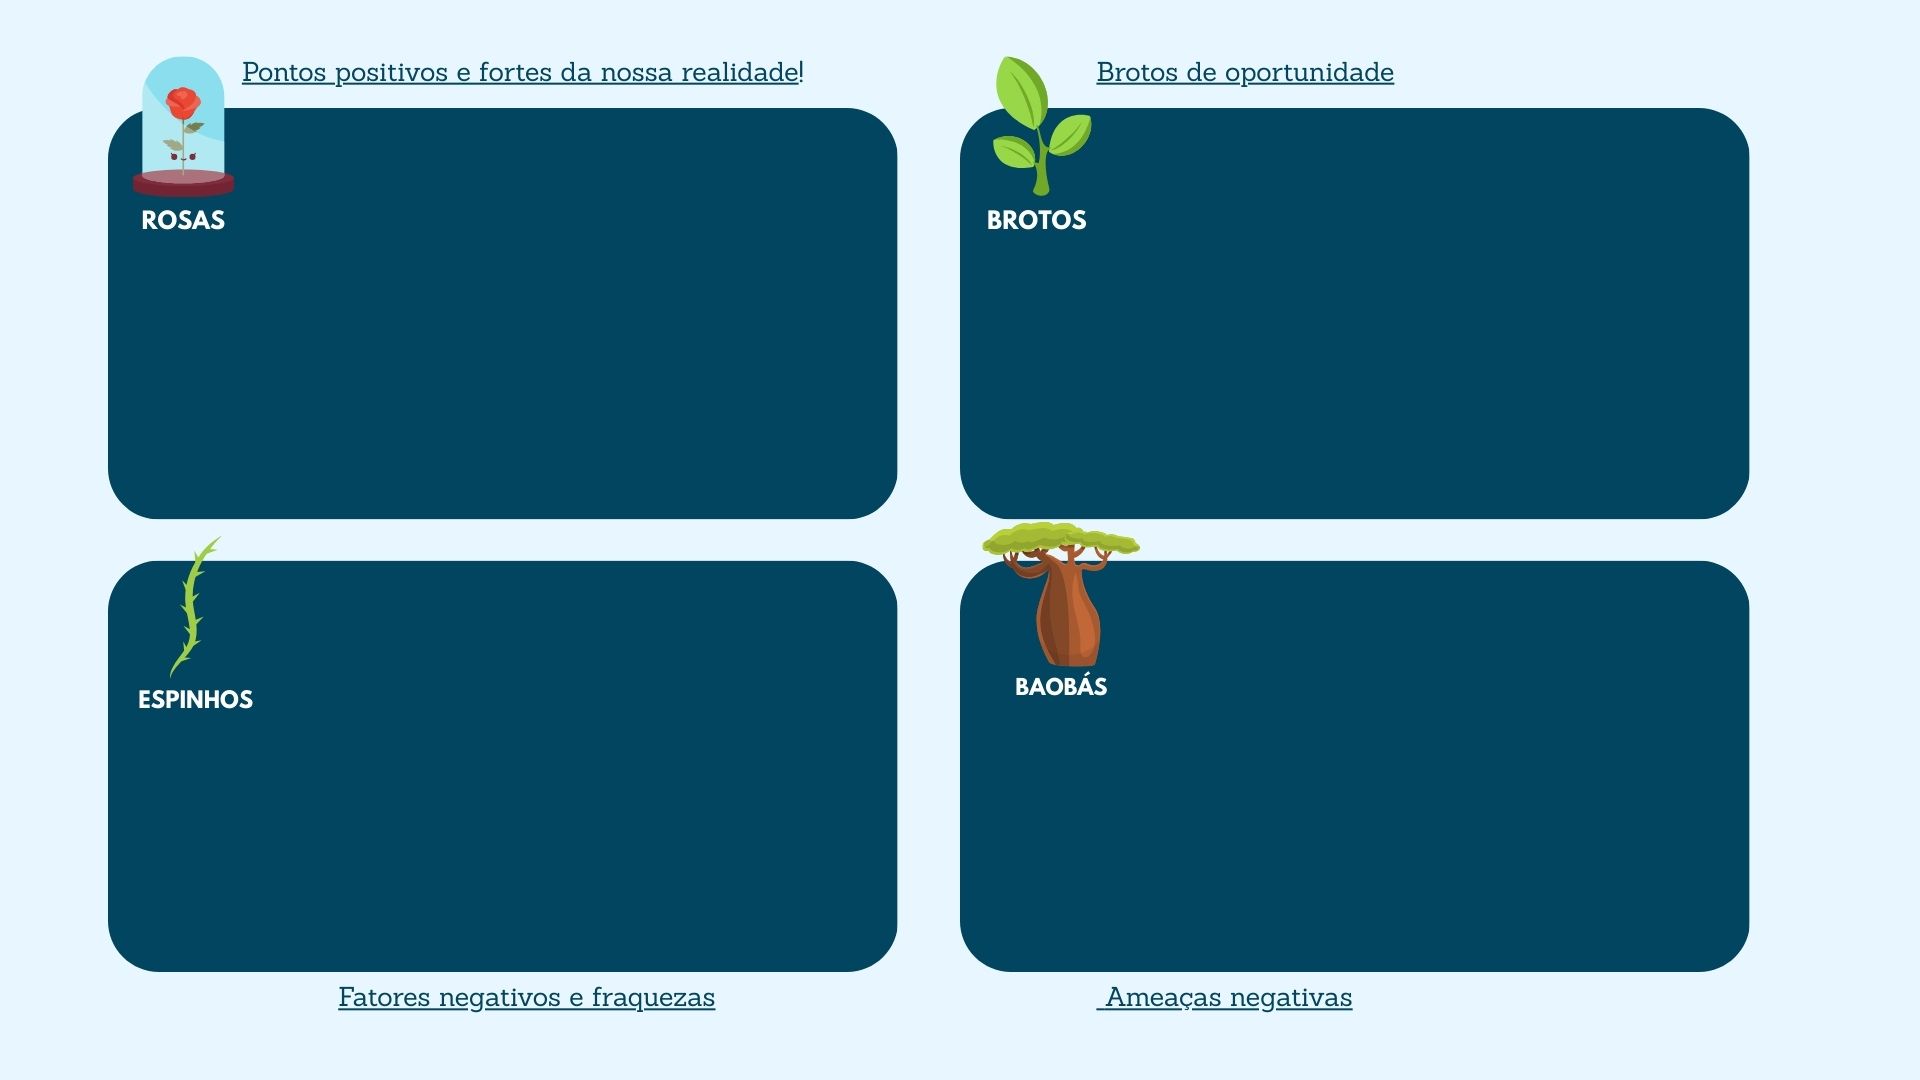 Pontos positivos e fortes da nossa realidade!
ROSAS
Brotos de oportunidade
BROTOS
ESPINHOS
Fatores negativos e fraquezas
BAOBÁS
Ameaças negativas